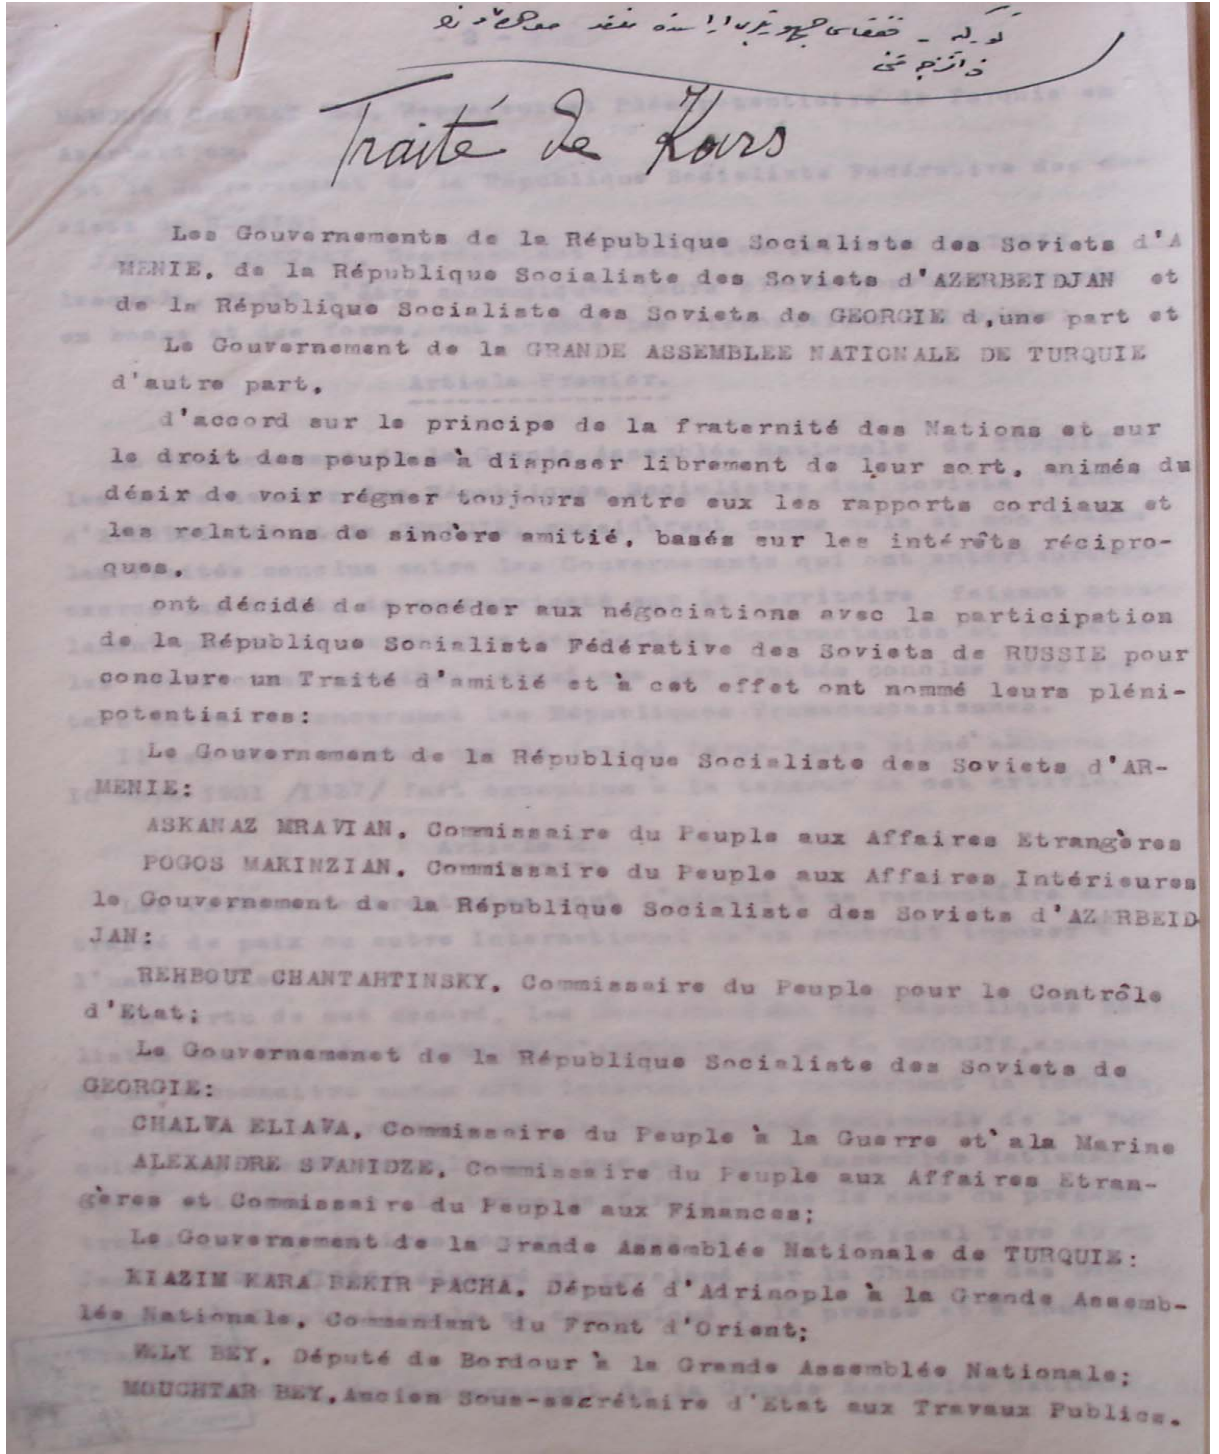 توركيه - قفقاس جمهوريتلرى اراسنده منعقد معاهده نك
فرانسزجه متنى
Traité de Kars
Les Gouvernements de la République Socialiste des Soviets d'A
MENIE, de la République Socialiste des Soviets d'AZERBEIDJAN et
de la République Socialiste des Soviets de GEORGIE d,une part et
Le Gouvernement de la GRANDE ASSEMBLEE NATIONALE DE TURQUIE
d'autre part,
d'accord sur le principe de la fraternité des Nations et sur
le droit des peuples à disposer librement de leur sort, animés du
désir de voir régner toujours entre eux les rapports cordiaux et
les relations de sincère amitié, basés sur les intérêts récipro-
ques,
ont décidé de procéder aux négociations avec la participation
de la République Socialiste Fédérative des Soviets de RUSSIE pour
conclure un Traité d'amitié et à cet effet ont nommé leurs pléni-
potentiaires:
Le Gouvernement de la République Socialiste des Soviets d'AR-
MENIE:
ASKANAZ MRAVIAN, Commissaire du Peuple aux Affaires Etrangères
POGOS MAKINZIAN, Commissaire du Peuple aux Affaires Intérieures
le Gouvernement de la République Socialiste des Soviets d'AZERBEID
JAN:
REHBOUT CHANTAHTINSKY, Commissaire du Peuple pour le Contrôle
d'Etat;
Le Gouvernemenet de la République Socialiste des Soviets de
GEORGIE:
CHALVA ELIAVA, Commissaire du Peuple à la Guerre et à la Marine
ALEXANDRE SVANIDZE, Commissaire du Peuple aux Affaires Etran-
gères et Commissaire du Peuple aux Finances;
Le Gouvernement de la Grande Assemblée Nationale de TURQUIE:
KIAZIM KARA BEKIR PACHA, Député d'Adrinople à la Grande Assemb-
lée Nationale, Commandant du Front d'Orient;
WELY BEY, Député de Bordour à la Grande Assemblée Nationale;
MOUCHTAR BEY,Ancien Sous-secrétaire d'Etat aux Travaux Publics.